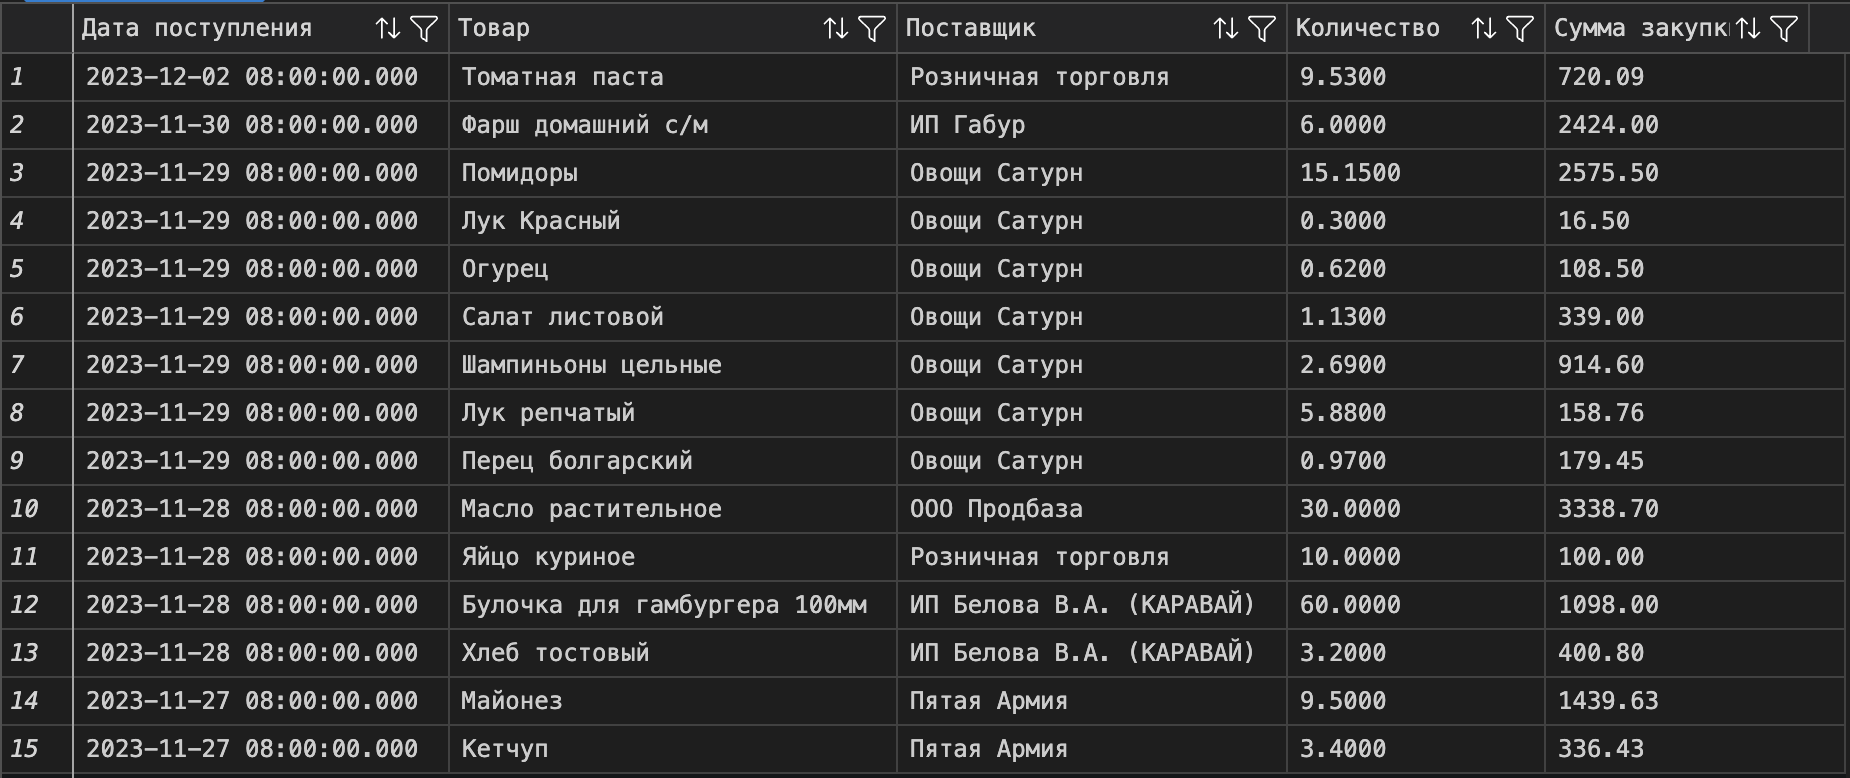 Дата поступления Товар Поставщик Количество Сумма закупк
1 2023-12-02 08:00:00.000 Томатная паста Розничная торговля 9.5300 720.09
2 2023-11-30 08:00:00.000 Фарш домашний с/м ИП Габур 6.0000 2424.00
3 2023-11-29 08:00:00.000 Помидоры Овощи Сатурн 15.1500 2575.50
4 2023-11-29 08:00:00.000 Лук Красный Овощи Сатурн 0.3000 16.50
5 2023-11-29 08:00:00.000 Огурец Овощи Сатурн 0.6200 108.50
6 2023-11-29 08:00:00.000 Салат листовой Овощи Сатурн 1.1300 339.00
7 2023-11-29 08:00:00.000 Шампиньоны цельные Овощи Сатурн 2.6900 914.60
8 2023-11-29 08:00:00.000 Лук репчатый Овощи Сатурн 5.8800 158.76
9 2023-11-29 08:00:00.000 Перец болгарский Овощи Сатурн 0.9700 179.45
10 2023-11-28 08:00:00.000 Масло растительное ООО Продбаза 30.0000 3338.70
11 2023-11-28 08:00:00.000 Яйцо куриное Розничная торговля 10.0000 100.00
12 2023-11-28 08:00:00.000 Булочка для гамбургера 100мм ИП Белова В.А. (КАРАВАЙ) 60.0000 1098.00
13 2023-11-28 08:00:00.000 Хлеб тостовый ИП Белова В.А. (КАРАВАЙ) 3.2000 400.80
14 2023-11-27 08:00:00.000 Майонез Пятая Армия 9.5000 1439.63
15 2023-11-27 08:00:00.000 Кетчуп Пятая Армия 3.4000 336.43